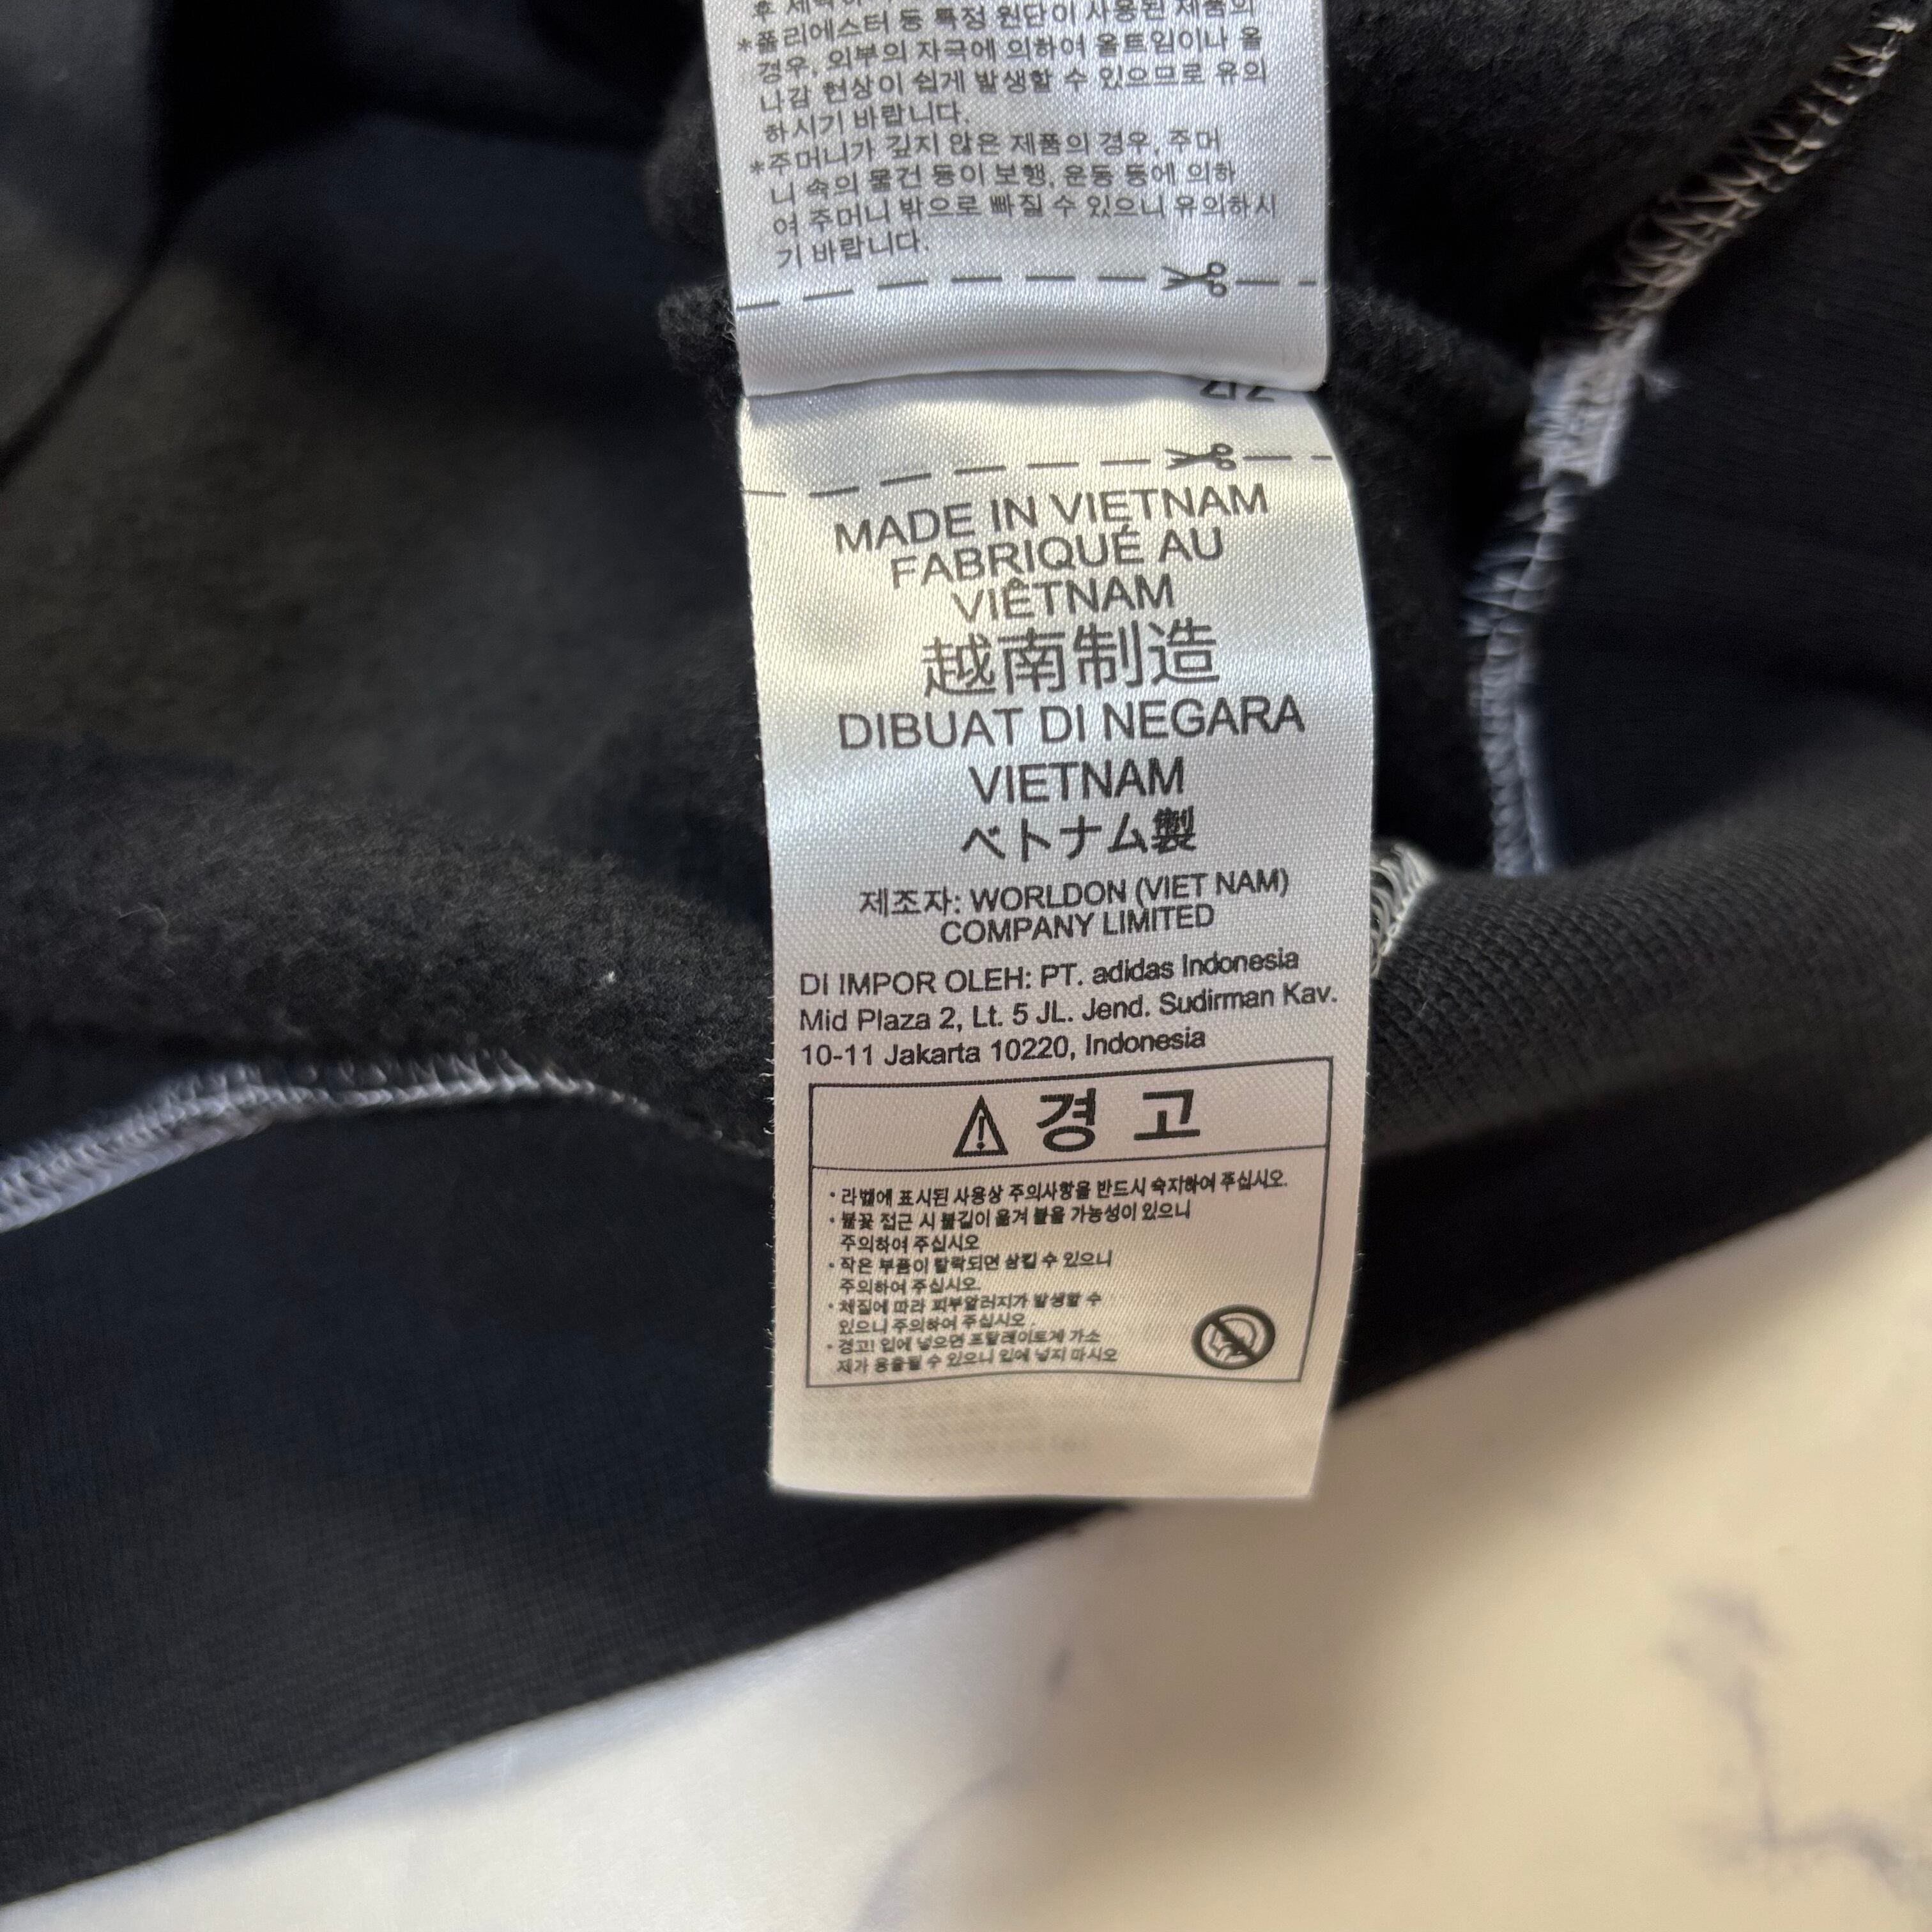 *폴리에스터 등 특정 원단이 사용된 제품의
경우, 외부의 자극에 의하여 올트임이나 올
나감 현상이 쉽게 발생할 수 있으므로 유의
하시기 바랍니다.
*주머니가 깊지 않은 제품의 경우, 주머
니 속의 물건 등이 보행, 운동 등에 의하
여 주머니 밖으로 빠질 수 있으니 유의하시
기 바랍니다.
MADE IN VIETNAM
FABRIQUÉ AU
VIÊTNAM
越南制造
DIBUAT DI NEGARA
VIETNAM
ベトナム製
제조자: WORLDON (VIET NAM)
COMPANY LIMITED
DI IMPOR OLEH: PT. adidas Indonesia
Mid Plaza 2, Lt. 5 JL. Jend. Sudirman Kav.
10-11 Jakarta 10220, Indonesia
경 고
• 라벨에 표시된 사용상 주의사항을 반드시 숙지하여 주십시오.
• 불꽃 접근 시 불길이 옮겨 붙을 가능성이 있으니
주의하여 주십시오
• 작은 부품이 탈락되면 삼킬 수 있으니
주의하여 주십시오.
• 체질에 따라 피부알러지가 발생할 수
있으니 주의하여 주십시오.
• 경고! 입에 넣으면 프탈레이트계 가소
제가 용출될 수 있으니 입에 넣지 마시오